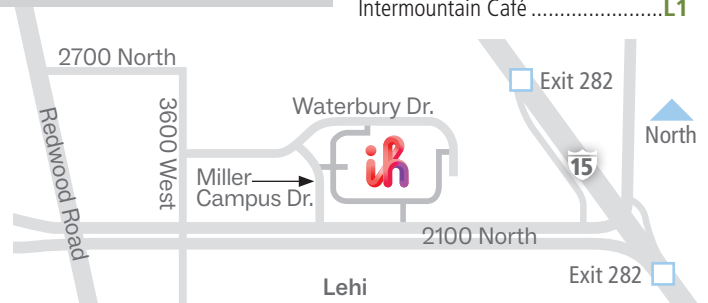 Intermountain Café .......................L1
2700 North
Exit 282
Redwood Road
3600 West
Waterbury Dr.
North
15
ih
Miller
Campus Dr.
2100 North
Exit 282
Lehi